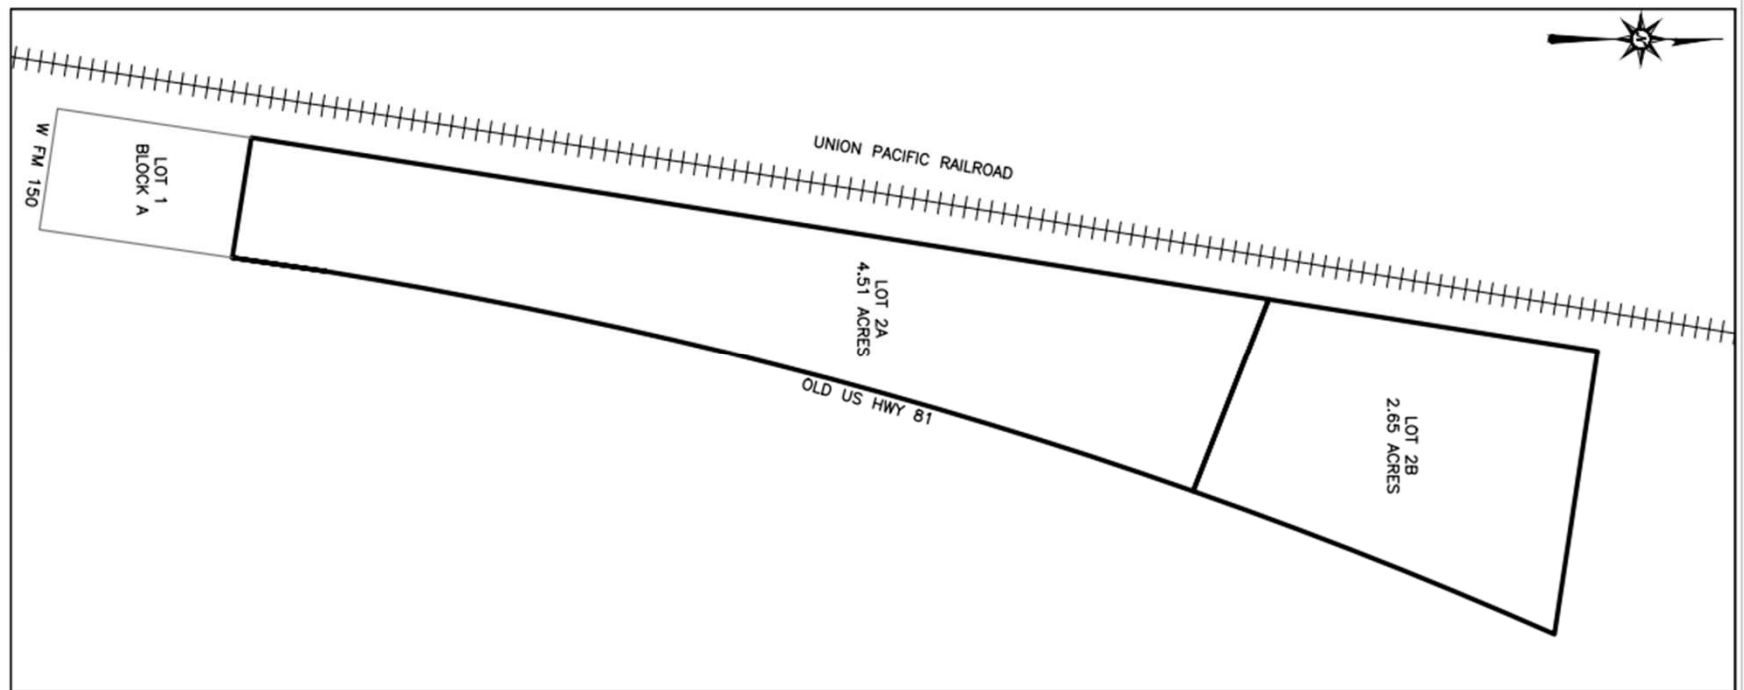 UNION PACIFIC RAILROAD
W FM 150
LOT 1
BLOCK A
LOT 2A
4.51 ACRES
OLD US HWY 81
LOT 2B
2.65 ACRES